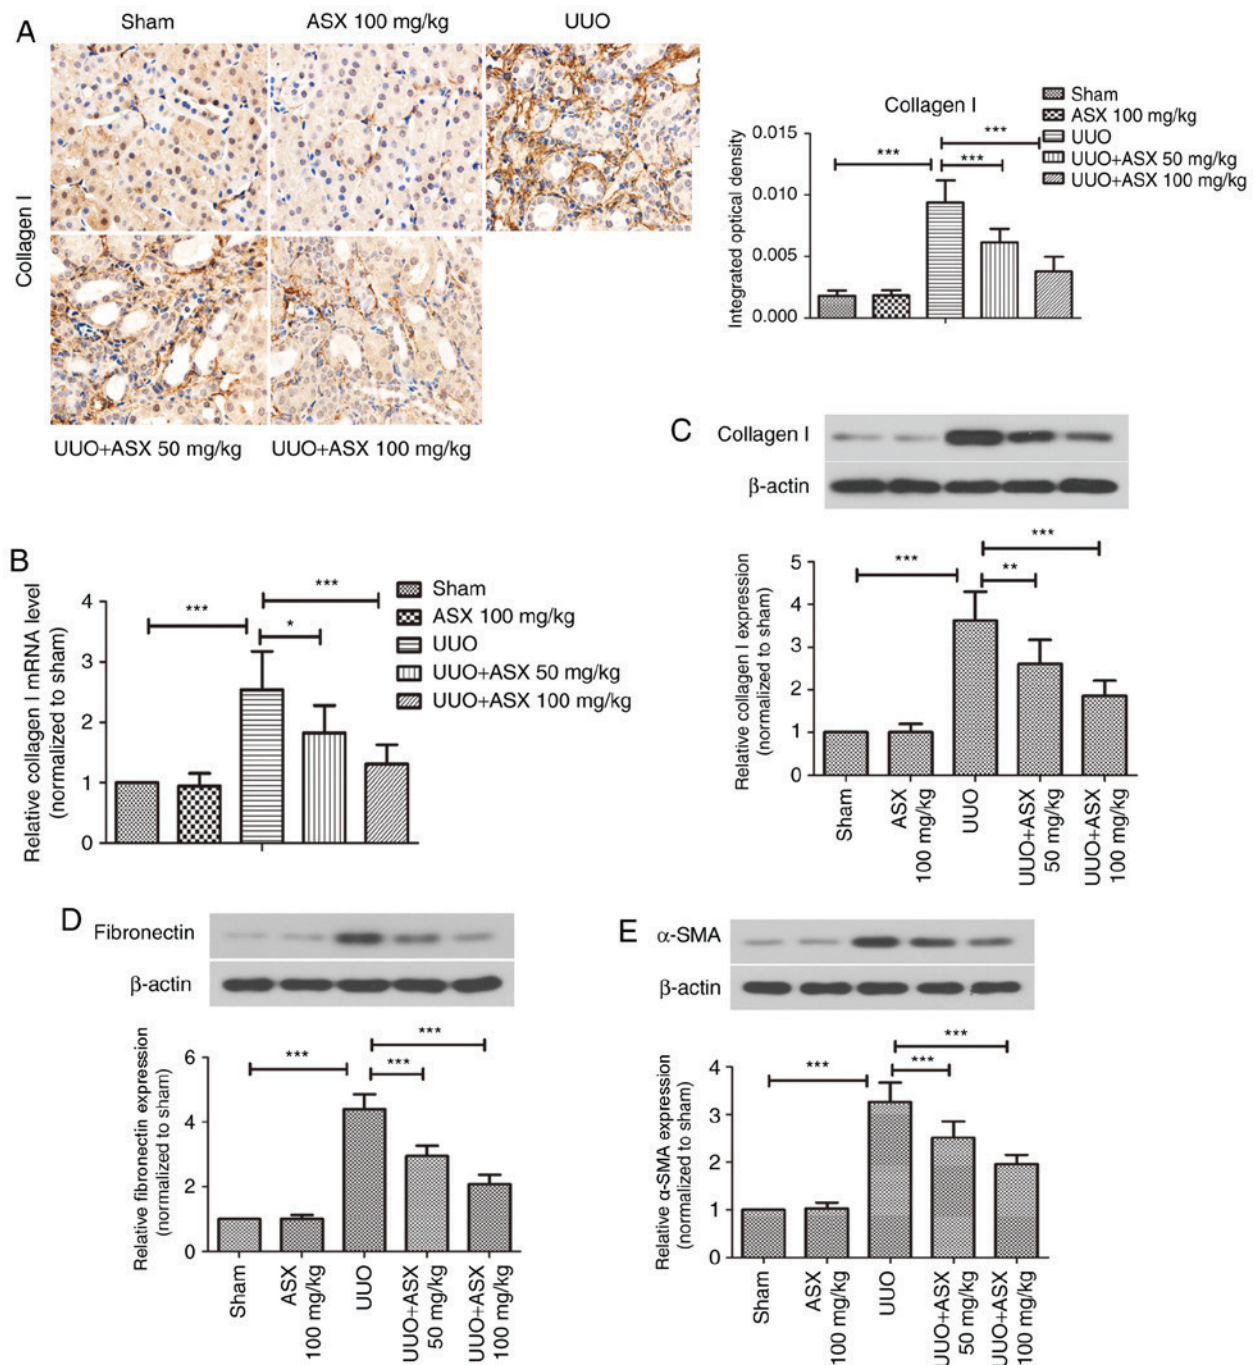 A
Sham
ASX 100 mg/kg
UUO
Collagen I
UUO+ASX 50 mg/kg
UUO+ASX 100 mg/kg
Collagen I
Sham
ASX 100 mg/kg
UUO
UUO+ASX 50 mg/kg
UUO+ASX 100 mg/kg
Integrated optical density
0.015
0.010
0.005
0.000
***
***
***
B
Relative collagen I mRNA level
(normalized to sham)
4
3
2
1
0
***
***
*
Sham
ASX 100 mg/kg
UUO
UUO+ASX 50 mg/kg
UUO+ASX 100 mg/kg
C
Collagen I
β-actin
Relative collagen I expression
(normalized to sham)
5
4
3
2
1
0
***
***
**
Sham
ASX
100 mg/kg
UUO
UUO+ASX
50 mg/kg
UUO+ASX
100 mg/kg
D
Fibronectin
β-actin
Relative fibronectin expression
(normalized to sham)
6
4
2
0
***
***
***
Sham
ASX
100 mg/kg
UUO
UUO+ASX
50 mg/kg
UUO+ASX
100 mg/kg
E
α-SMA
β-actin
Relative α-SMA expression
(normalized to sham)
4
3
2
1
0
***
***
***
Sham
ASX
100 mg/kg
UUO
UUO+ASX
50 mg/kg
UUO+ASX
100 mg/kg